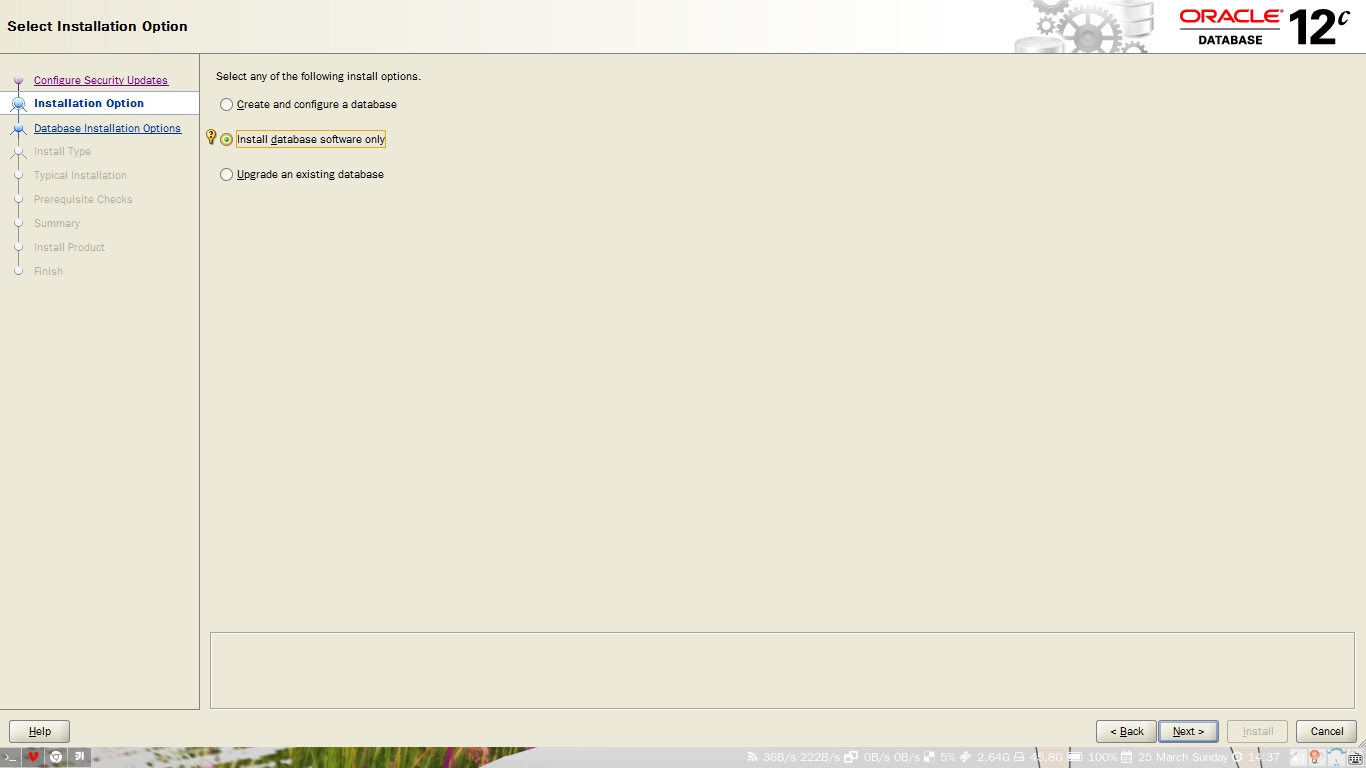 Select Installation Option
ORACLE
DATABASE
12c
Configure Security Updates
Installation Option
Database Installation Options
Install Type
Typical Installation
Prerequisite Checks
Summary
Install Product
Finish
Select any of the following install options.
Create and configure a database
Install database software only
Upgrade an existing database
Help
< Back
Next >
Install
Cancel
36B/s 222B/s 0B/s 0B/s 5% 2.64G 45.8G 100% 25 March Sunday 14:37